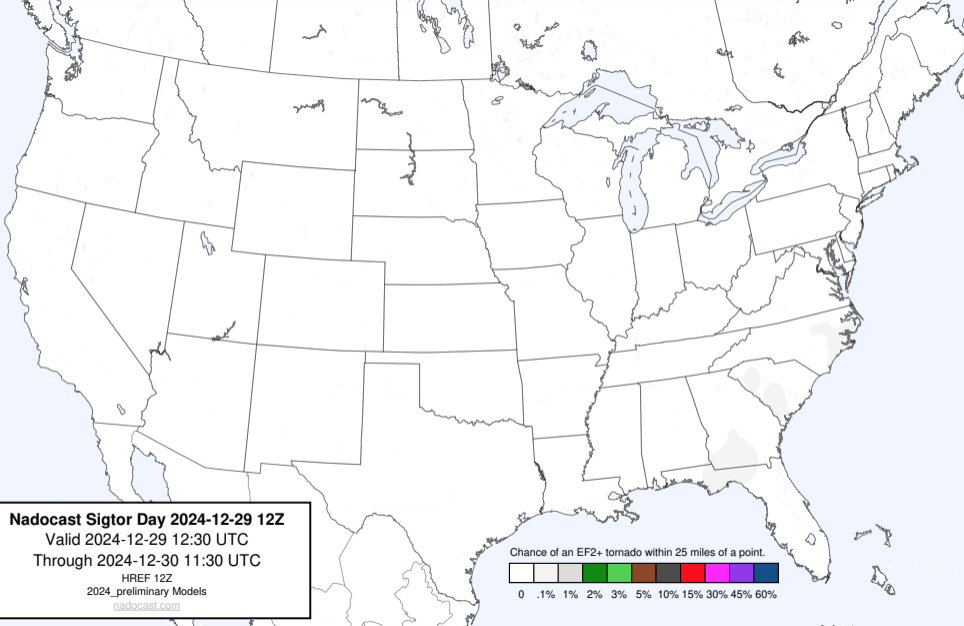 Nadocast Sigtor Day 2024-12-29 12Z
Valid 2024-12-29 12:30 UTC
Through 2024-12-30 11:30 UTC
HREF 12Z
2024_preliminary Models
nadocast.com
Chance of an EF2+ tornado within 25 miles of a point.
0 .1% 1% 2% 3% 5% 10% 15% 30% 45% 60%